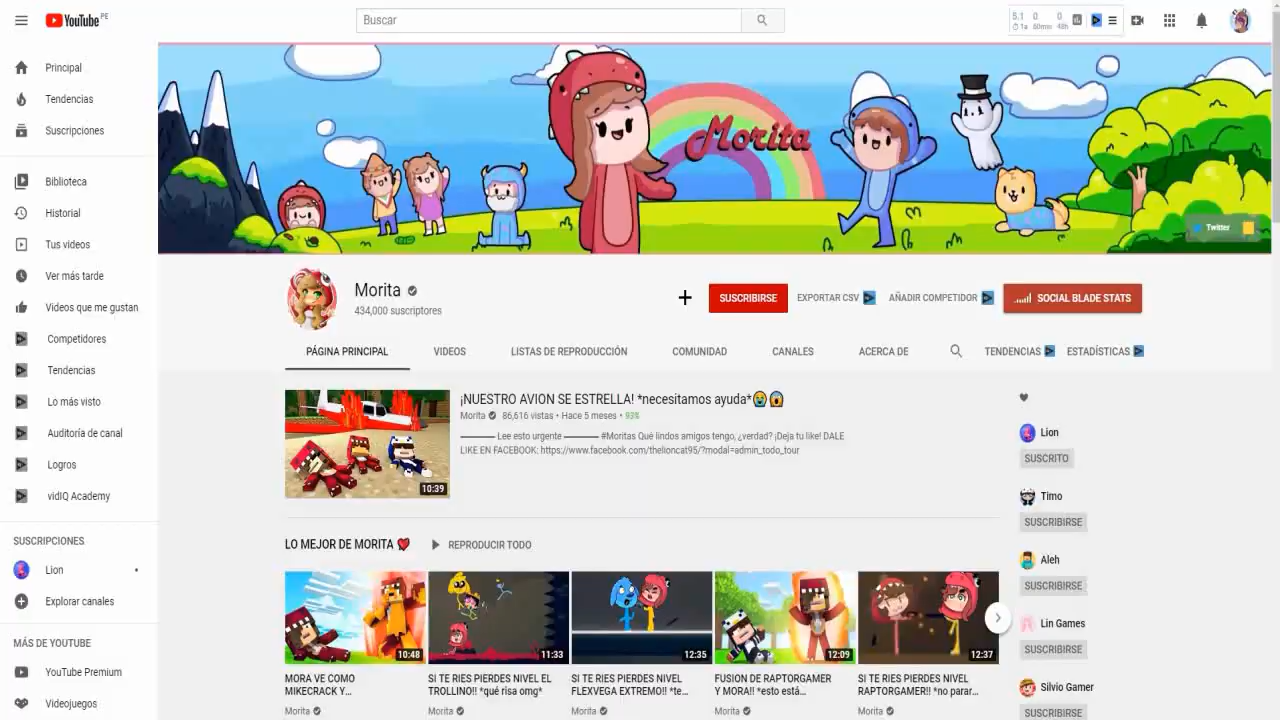 YouTube PE
Buscar
5.1 0 0
1a 60min 48h
Principal
Tendencias
Suscripciones
Biblioteca
Historial
Tus videos
Ver más tarde
Videos que me gustan
Competidores
Tendencias
Lo más visto
Auditoría de canal
Logros
vidIQ Academy
SUSCRIPCIONES
Lion
Explorar canales
MÁS DE YOUTUBE
YouTube Premium
Videojuegos
Morita
Twitter
Morita
434,000 suscriptores
SUSCRIBIRSE
EXPORTAR CSV
AÑADIR COMPETIDOR
SOCIAL BLADE STATS
PÁGINA PRINCIPAL
VIDEOS
LISTAS DE REPRODUCCIÓN
COMUNIDAD
CANALES
ACERCA DE
TENDENCIAS
ESTADÍSTICAS
10:39
¡NUESTRO AVION SE ESTRELLA! *necesitamos ayuda*😭😱
Morita 86,616 vistas • Hace 5 meses • 93%
———— Lee esto urgente ———— #Moritas Qué lindos amigos tengo, ¿verdad? ¡Deja tu like! DALE
LIKE EN FACEBOOK: https://www.facebook.com/thelioncat95/?modal=admin_todo_tour
LO MEJOR DE MORITA ❤
REPRODUCIR TODO
10:48
MORA VE COMO
MIKECRACK Y...
Morita
11:33
SI TE RIES PIERDES NIVEL EL
TROLLINO!! *qué risa omg*
Morita
12:35
SI TE RIES PIERDES NIVEL
FLEXVEGA EXTREMO!! *te...
Morita
12:09
FUSION DE RAPTORGAMER
Y MORA!! *esto está...
Morita
12:37
SI TE RIES PIERDES NIVEL
RAPTORGAMER!! *no parar...
Morita
♥
Lion
SUSCRITO
Timo
SUSCRIBIRSE
Aleh
SUSCRIBIRSE
Lin Games
SUSCRIBIRSE
Silvio Gamer
SUSCRIBIRSE